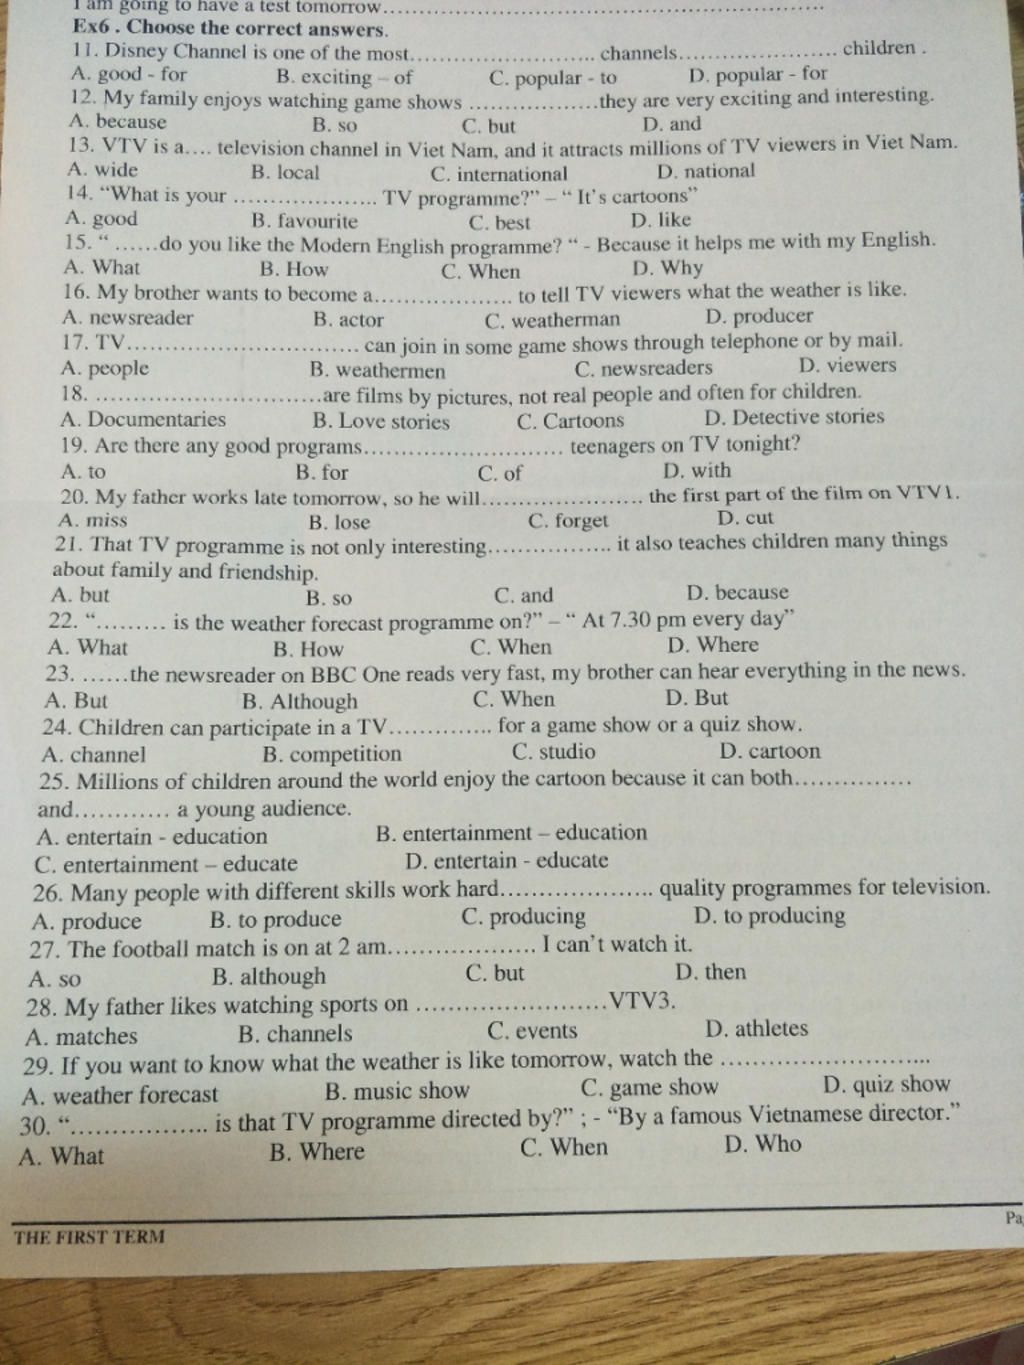 I am going to have a test tomorrow......................................................................
Ex6 . Choose the correct answers.
11. Disney Channel is one of the most............................ channels........................ children .
A. good - for B. exciting – of C. popular - to D. popular - for
12. My family enjoys watching game shows ...................they are very exciting and interesting.
A. because B. so C. but D. and
13. VTV is a.... television channel in Viet Nam, and it attracts millions of TV viewers in Viet Nam.
A. wide B. local C. international D. national
14. “What is your ..................... TV programme?” – “ It’s cartoons”
A. good B. favourite C. best D. like
15. “ ......do you like the Modern English programme? “ - Because it helps me with my English.
A. What B. How C. When D. Why
16. My brother wants to become a..................... to tell TV viewers what the weather is like.
A. newsreader B. actor C. weatherman D. producer
17. TV.................................. can join in some game shows through telephone or by mail.
A. people B. weathermen C. newsreaders D. viewers
18. .................................are films by pictures, not real people and often for children.
A. Documentaries B. Love stories C. Cartoons D. Detective stories
19. Are there any good programs............................. teenagers on TV tonight?
A. to B. for C. of D. with
20. My father works late tomorrow, so he will....................... the first part of the film on VTV1.
A. miss B. lose C. forget D. cut
21. That TV programme is not only interesting.................. it also teaches children many things
about family and friendship.
A. but B. so C. and D. because
22. “......... is the weather forecast programme on?” – “ At 7.30 pm every day”
A. What B. How C. When D. Where
23. ......the newsreader on BBC One reads very fast, my brother can hear everything in the news.
A. But B. Although C. When D. But
24. Children can participate in a TV.............. for a game show or a quiz show.
A. channel B. competition C. studio D. cartoon
25. Millions of children around the world enjoy the cartoon because it can both...............
and............ a young audience.
A. entertain - education B. entertainment – education
C. entertainment – educate D. entertain - educate
26. Many people with different skills work hard.................... quality programmes for television.
A. produce B. to produce C. producing D. to producing
27. The football match is on at 2 am................... I can’t watch it.
A. so B. although C. but D. then
28. My father likes watching sports on ........................VTV3.
A. matches B. channels C. events D. athletes
29. If you want to know what the weather is like tomorrow, watch the ..........................
A. weather forecast B. music show C. game show D. quiz show
30. “................. is that TV programme directed by?” ; - “By a famous Vietnamese director.”
A. What B. Where C. When D. Who
THE FIRST TERM